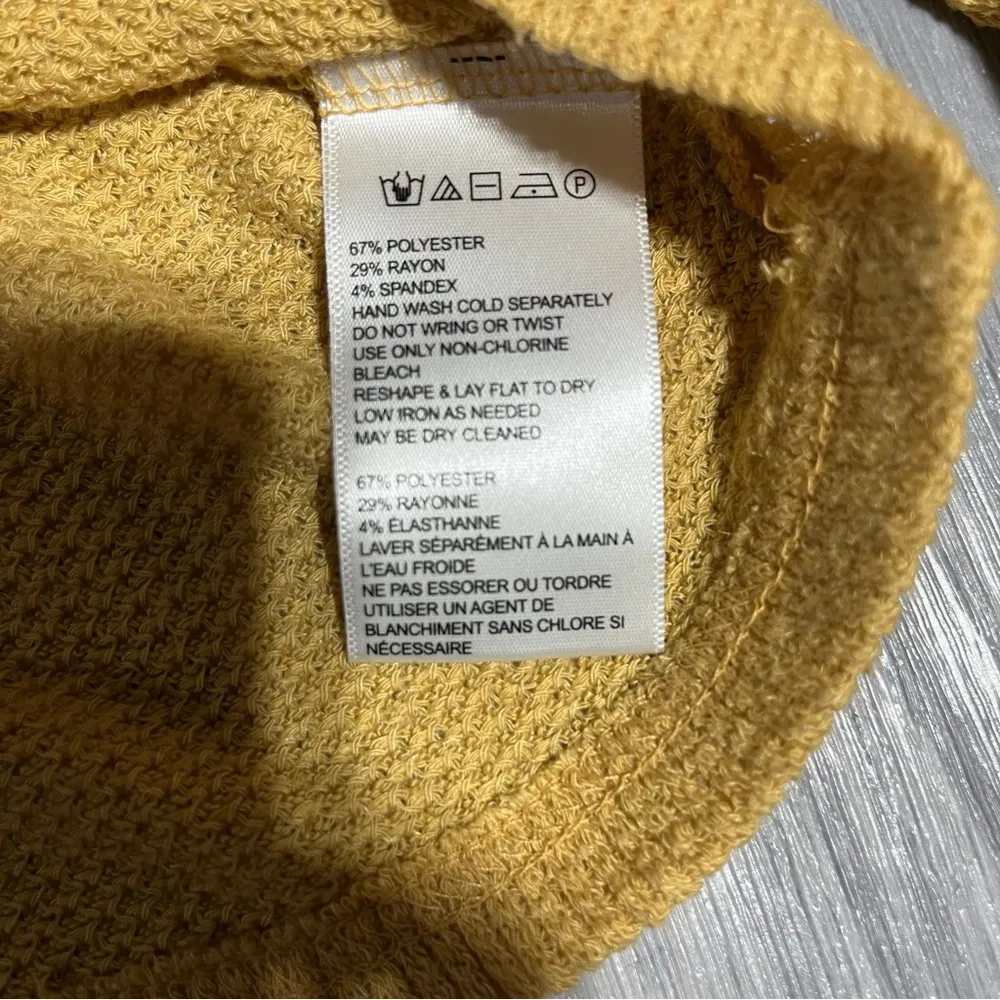 P
67% POLYESTER
29% RAYON
4% SPANDEX
HAND WASH COLD SEPARATELY
DO NOT WRING OR TWIST
USE ONLY NON-CHLORINE
BLEACH
RESHAPE & LAY FLAT TO DRY
LOW IRON AS NEEDED
MAY BE DRY CLEANED
67% POLYESTER
29% RAYONNE
4% ÉLASTHANNE
LAVER SÉPARÉMENT À LA MAIN À
L'EAU FROIDE
NE PAS ESSORER OU TORDRE
UTILISER UN AGENT DE
BLANCHIMENT SANS CHLORE SI
NÉCESSAIRE